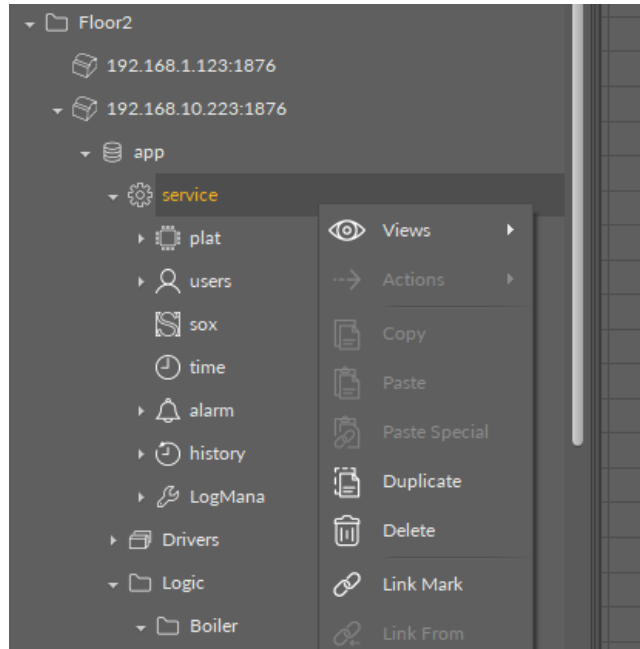 Floor2
192.168.1.123:1876
192.168.10.223:1876
app
service
plat
users
sox
time
alarm
history
LogMana
Drivers
Logic
Boiler
Views
Actions
Copy
Paste
Paste Special
Duplicate
Delete
Link Mark
Link From